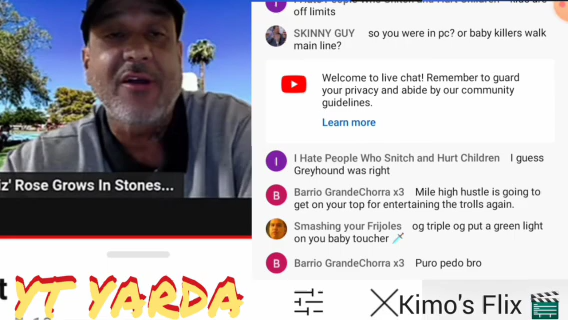 off limits
SKINNY GUY so you were in pc? or baby killers walk
main line?
Welcome to live chat! Remember to guard
your privacy and abide by our community
guidelines.
Learn more
I Hate People Who Snitch and Hurt Children I guess
Greyhound was right
Barrio GrandeChorra x3 Mile high hustle is going to
get on your top for entertaining the trolls again.
Smashing your Frijoles og triple og put a green light
on you baby toucher
Barrio GrandeChorra x3 Puro pedo bro
iz' Rose Grows In Stones...
YT YARDA
Kimo's Flix